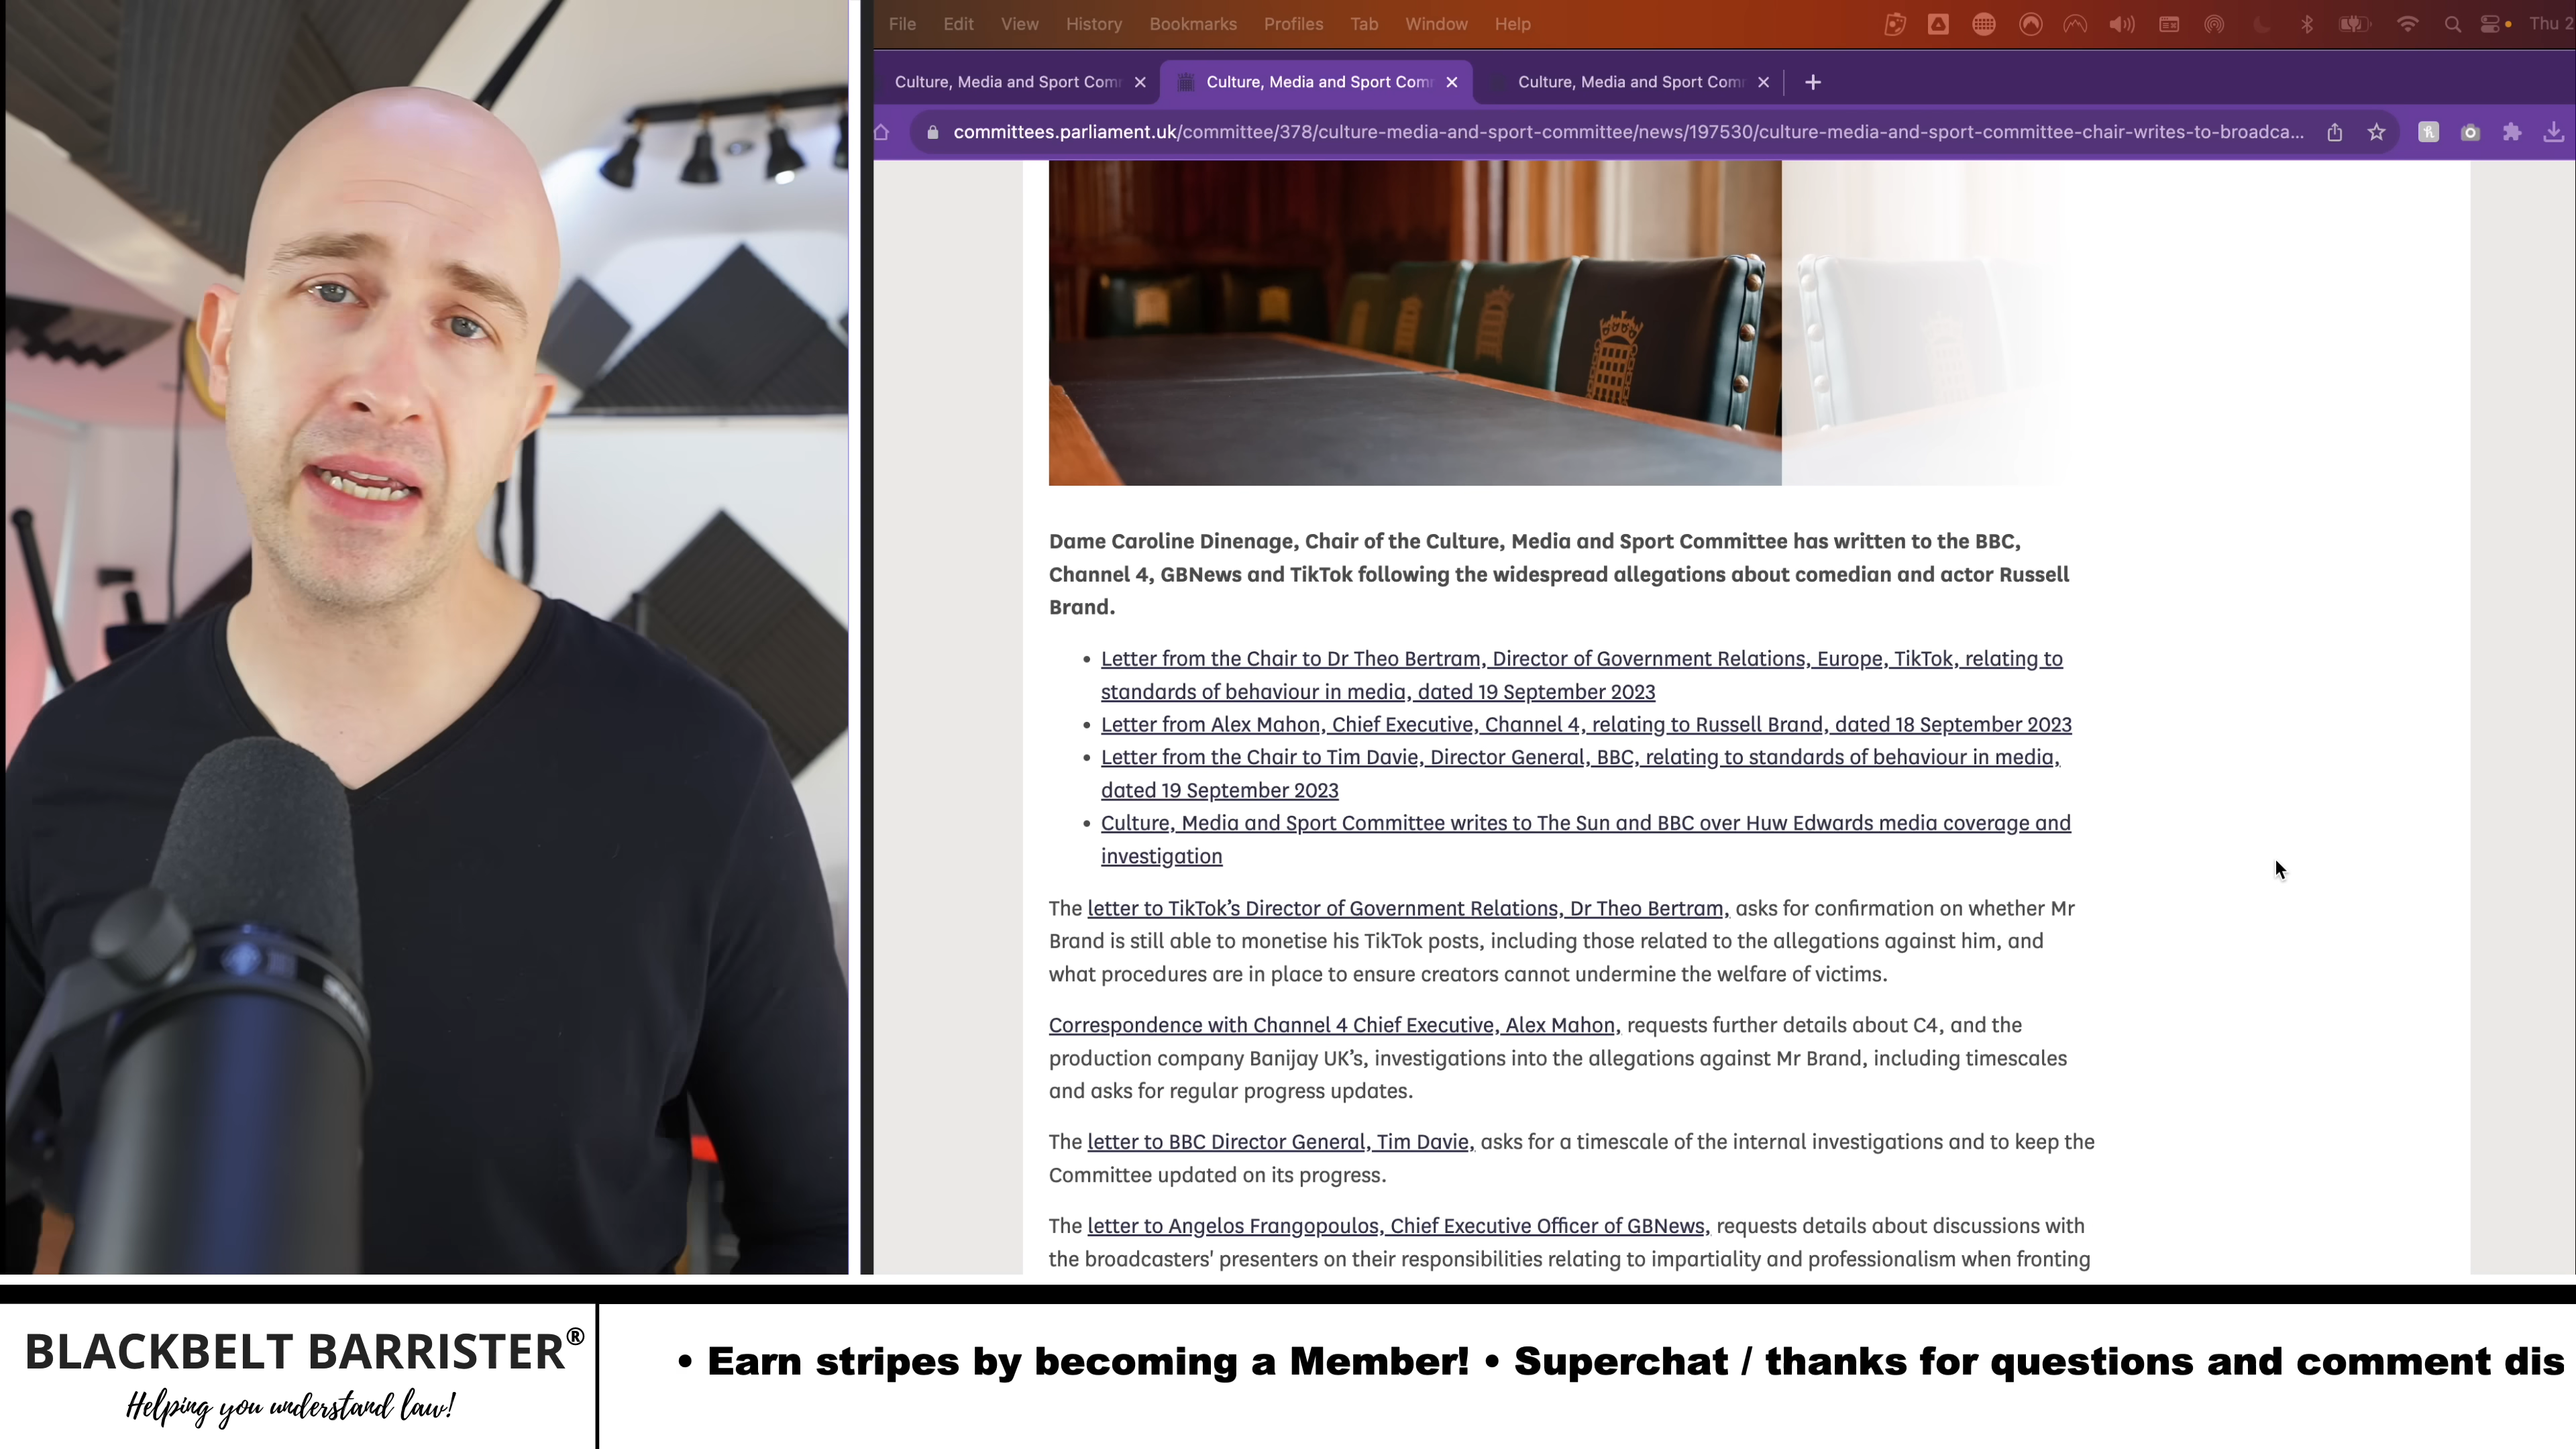 File Edit View History Bookmarks Profiles Tab Window Help Thu 2
Culture, Media and Sport Com
Culture, Media and Sport Com
Culture, Media and Sport Com
committees.parliament.uk/committee/378/culture-media-and-sport-committee/news/197530/culture-media-and-sport-committee-chair-writes-to-broadca...
Dame Caroline Dinenage, Chair of the Culture, Media and Sport Committee has written to the BBC,
Channel 4, GBNews and TikTok following the widespread allegations about comedian and actor Russell
Brand.
• Letter from the Chair to Dr Theo Bertram, Director of Government Relations, Europe, TikTok, relating to
standards of behaviour in media, dated 19 September 2023
• Letter from Alex Mahon, Chief Executive, Channel 4, relating to Russell Brand, dated 18 September 2023
• Letter from the Chair to Tim Davie, Director General, BBC, relating to standards of behaviour in media,
dated 19 September 2023
• Culture, Media and Sport Committee writes to The Sun and BBC over Huw Edwards media coverage and
investigation
The letter to TikTok’s Director of Government Relations, Dr Theo Bertram, asks for confirmation on whether Mr
Brand is still able to monetise his TikTok posts, including those related to the allegations against him, and
what procedures are in place to ensure creators cannot undermine the welfare of victims.
Correspondence with Channel 4 Chief Executive, Alex Mahon, requests further details about C4, and the
production company Banijay UK’s, investigations into the allegations against Mr Brand, including timescales
and asks for regular progress updates.
The letter to BBC Director General, Tim Davie, asks for a timescale of the internal investigations and to keep the
Committee updated on its progress.
The letter to Angelos Frangopoulos, Chief Executive Officer of GBNews, requests details about discussions with
the broadcasters' presenters on their responsibilities relating to impartiality and professionalism when fronting
BLACKBELT BARRISTER®
Helping you understand law!
• Earn stripes by becoming a Member! • Superchat / thanks for questions and comment dis